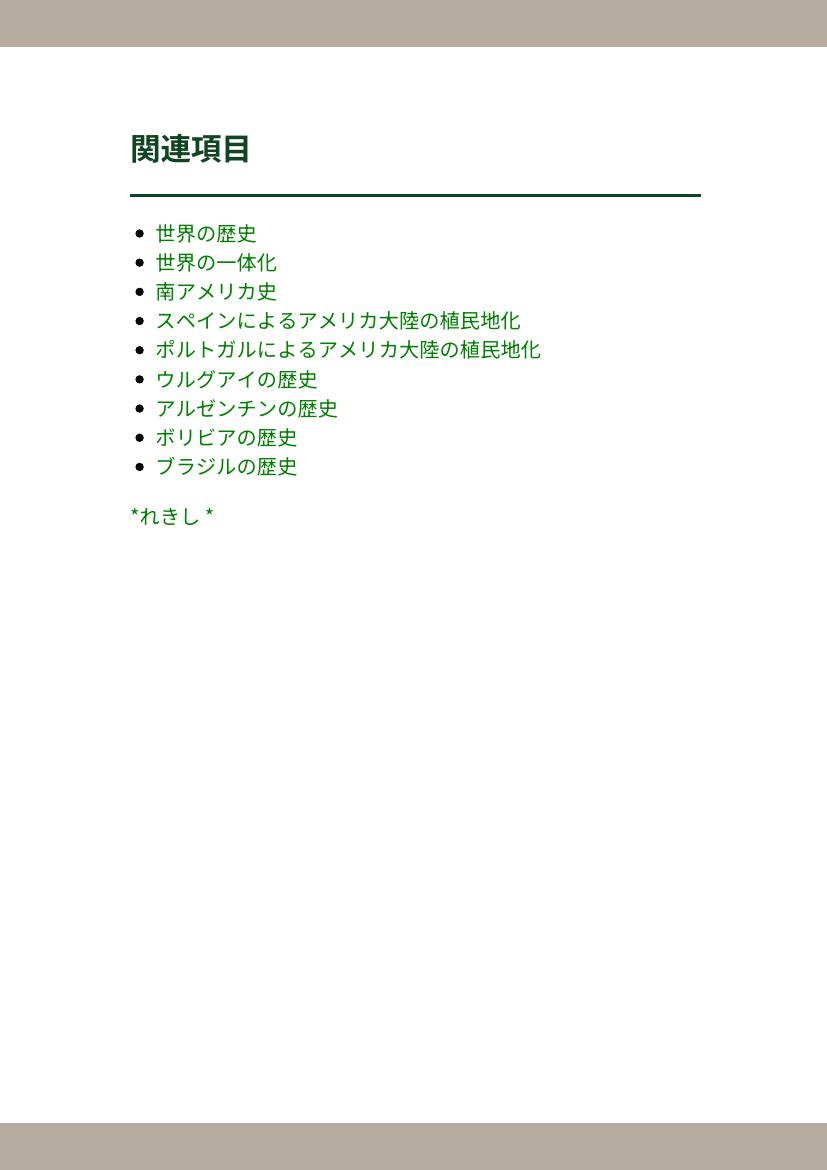 関連項目
世界の歴史
世界の一体化
南アメリカ史
スペインによるアメリカ大陸の植民地化
ポルトガルによるアメリカ大陸の植民地化
ウルグアイの歴史
アルゼンチンの歴史
ボリビアの歴史
ブラジルの歴史
*れきし *